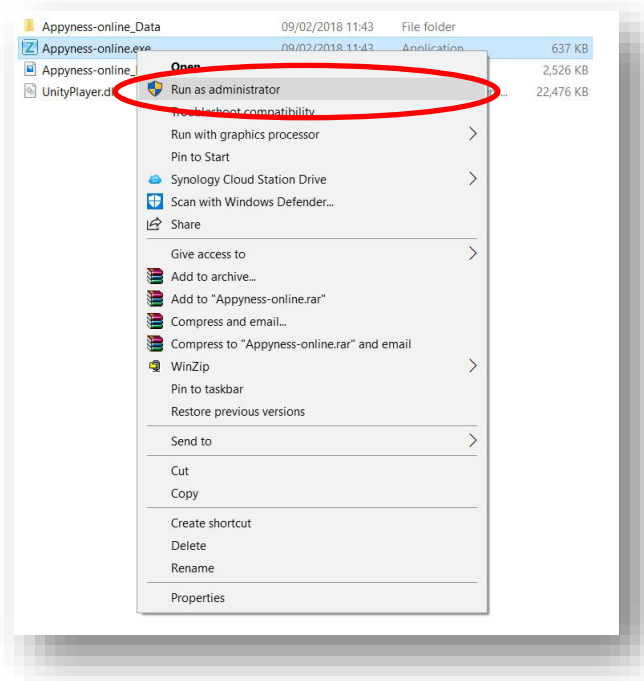 Appyness-online_Data 09/02/2018 11:43 File folder
Appyness-online.exe 09/02/2018 11:43 Application 637 KB
Appyness-online_ 2,526 KB
UnityPlayer.d 22,476 KB
Open
Run as administrator
Troubleshoot compatibility
Run with graphics processor
Pin to Start
Synology Cloud Station Drive
Scan with Windows Defender...
Share
Give access to
Add to archive...
Add to "Appyness-online.rar"
Compress and email...
Compress to "Appyness-online.rar" and email
WinZip
Pin to taskbar
Restore previous versions
Send to
Cut
Copy
Create shortcut
Delete
Rename
Properties